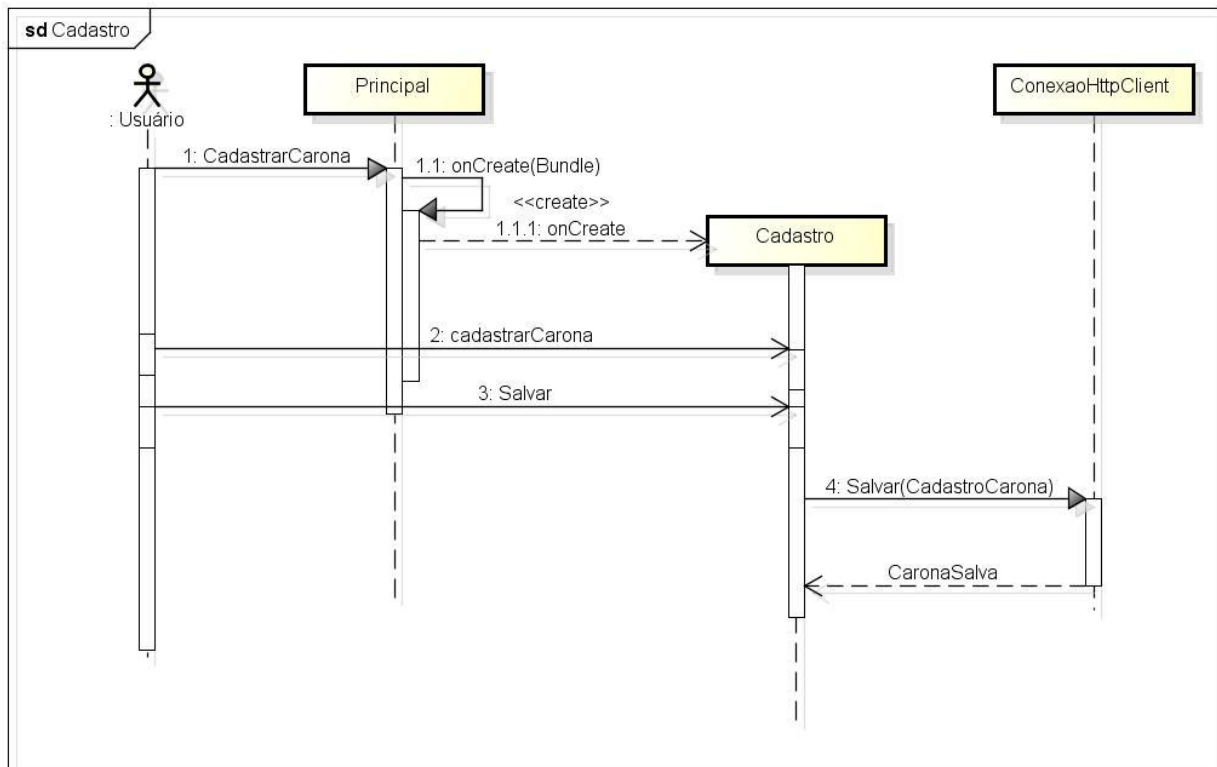 sd Cadastro
: Usuário
Principal
ConexaoHttpClient
1: CadastrarCarona
1.1: onCreate(Bundle)
<<create>>
1.1.1: onCreate
Cadastro
2: cadastrarCarona
3: Salvar
4: Salvar(CadastroCarona)
CaronaSalva